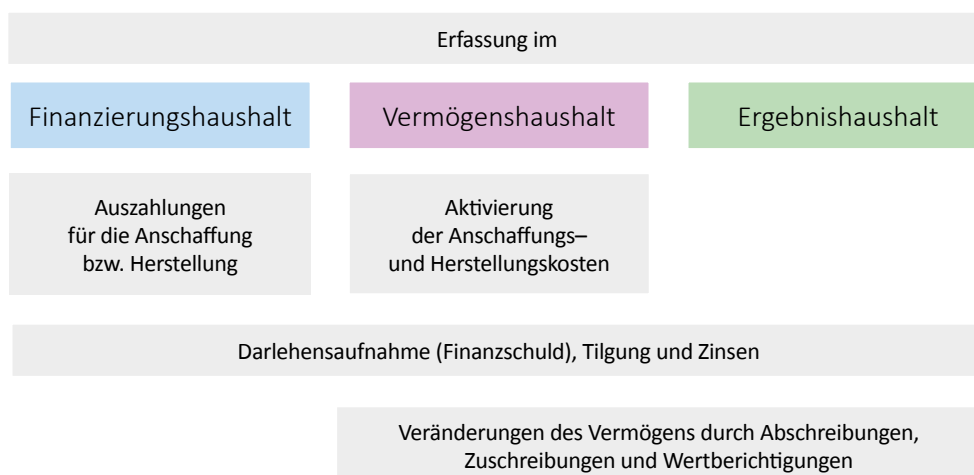 Erfassung im
Finanzierungshaushalt
Vermögenshaushalt
Ergebnishaushalt
Auszahlungen
für die Anschaffung
bzw. Herstellung
Aktivierung
der Anschaffungs–
und Herstellungskosten
Darlehensaufnahme (Finanzschuld), Tilgung und Zinsen
Veränderungen des Vermögens durch Abschreibungen,
Zuschreibungen und Wertberichtigungen